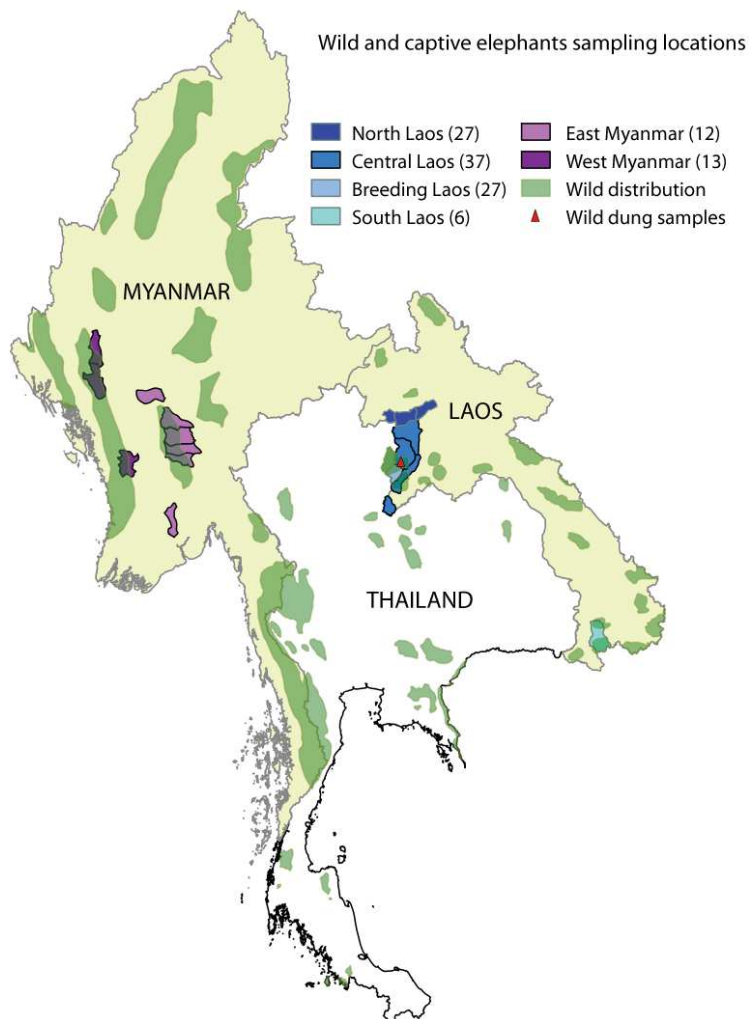 Wild and captive elephants sampling locations
North Laos (27)
Central Laos (37)
Breeding Laos (27)
South Laos (6)
East Myanmar (12)
West Myanmar (13)
Wild distribution
Wild dung samples
MYANMAR
LAOS
THAILAND